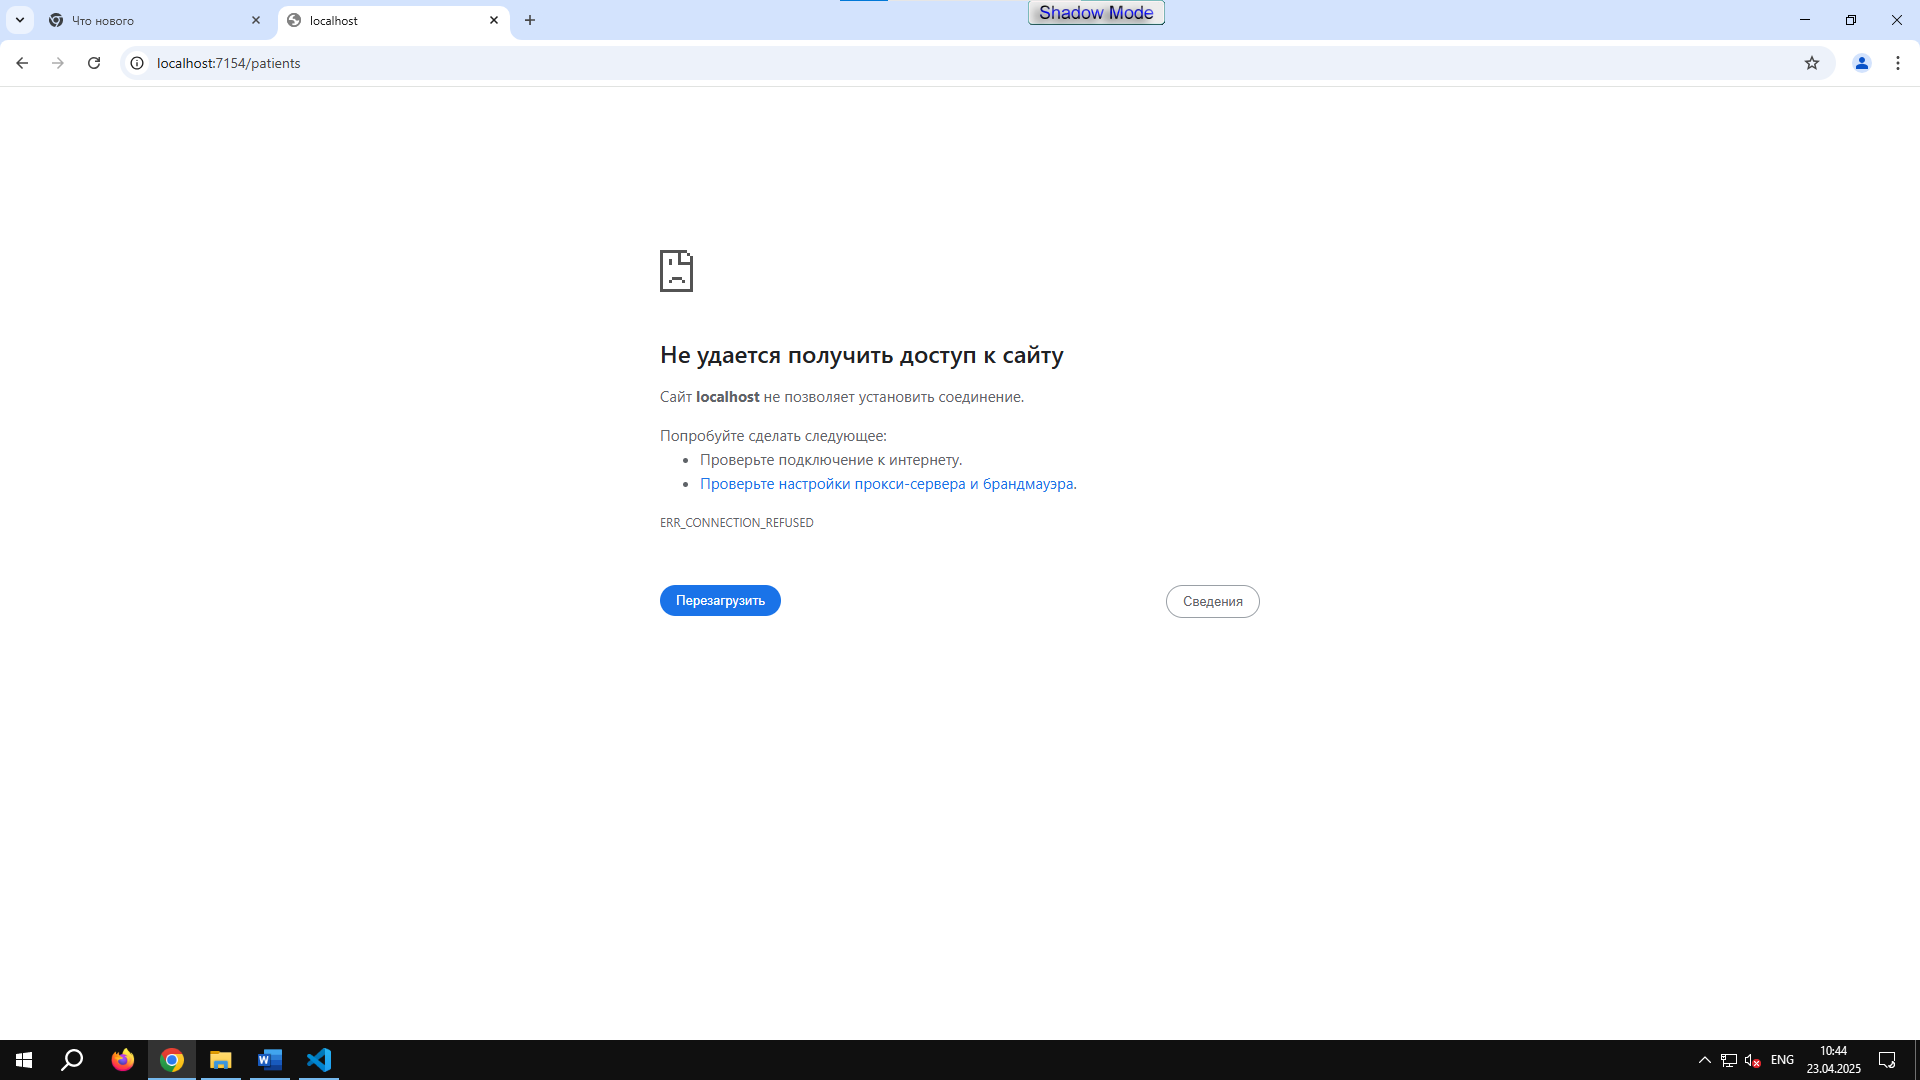 Что нового
localhost
Shadow Mode
localhost:7154/patients
Не удается получить доступ к сайту
Сайт localhost не позволяет установить соединение.
Попробуйте сделать следующее:
Проверьте подключение к интернету.
Проверьте настройки прокси-сервера и брандмауэра.
ERR_CONNECTION_REFUSED
Перезагрузить
Сведения
ENG
10:44
23.04.2025